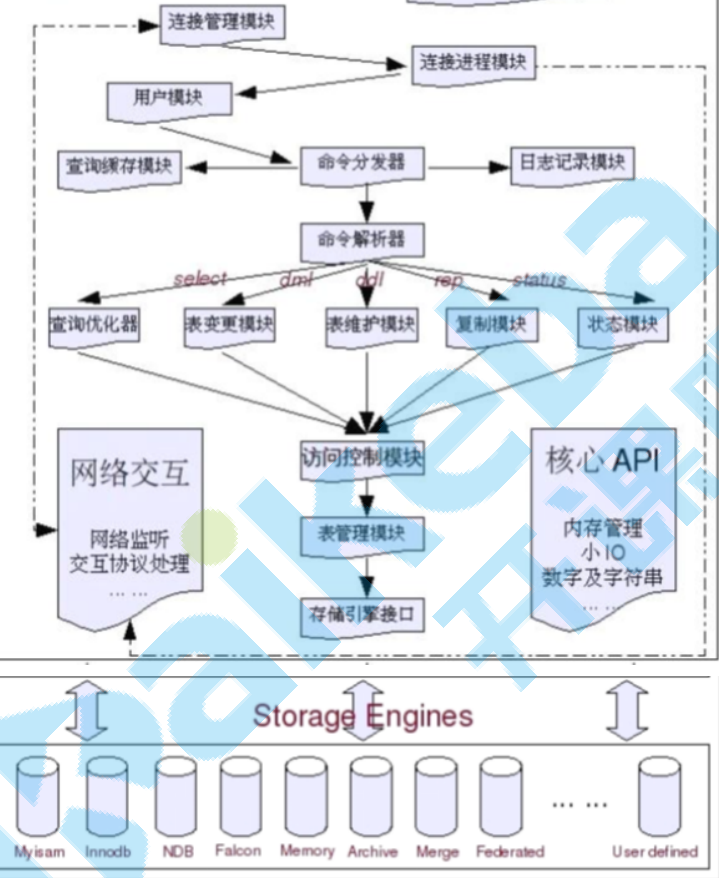 连接管理模块
连接进程模块
用户模块
查询缓存模块
命令分发器
日志记录模块
命令解析器
select
dml
ddl
rep
status
查询优化器
表变更模块
表维护模块
复制模块
状态模块
网络交互
网络监听
交互协议处理
... ...
访问控制模块
表管理模块
存储引擎接口
核心 API
内存管理
小 IO
数字及字符串
... ...
Storage Engines
Myisam
Innodb
NDB
Falcon
Memory
Archive
Merge
Federated
... ...
User defined
kaikeba
开课吧